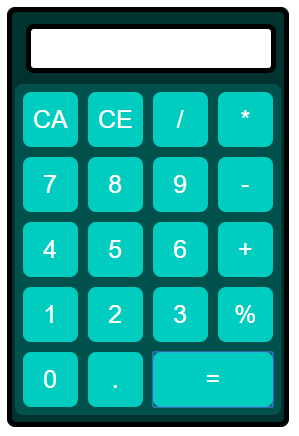 CA CE / *
7 8 9 -
4 5 6 +
1 2 3 %
0 . =